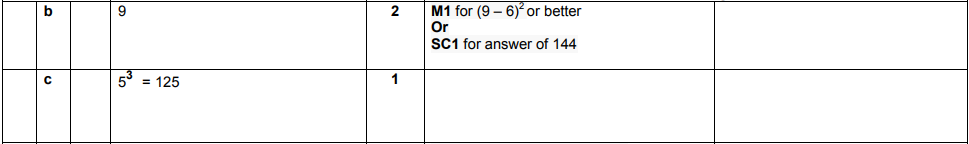 b 9 2 M1 for (9 – 6)² or better
Or
SC1 for answer of 144
c 5³ = 125 1